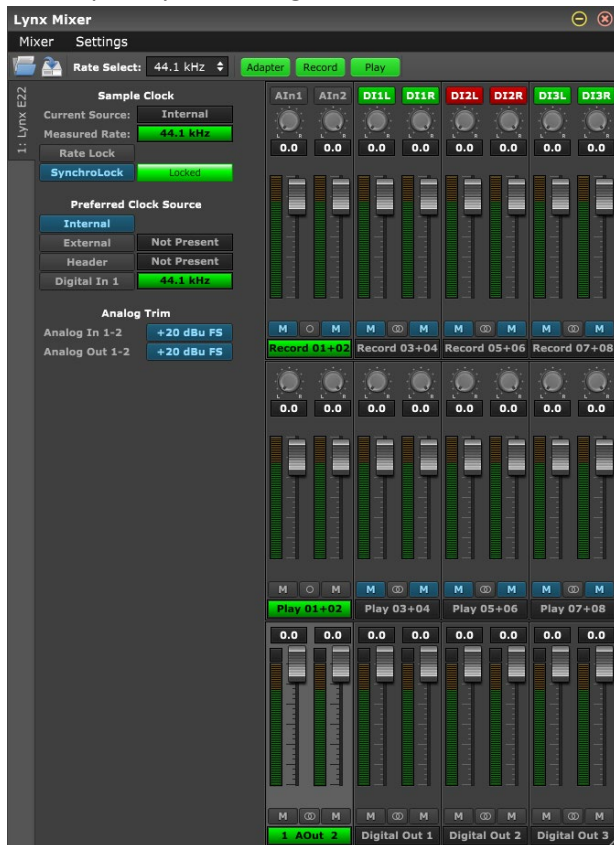 Lynx Mixer
Mixer Settings
Rate Select: 44.1 kHz Adapter Record Play
1: Lynx E22
Sample Clock
Current Source: Internal
Measured Rate: 44.1 kHz
Rate Lock
SynchroLock Locked
Preferred Clock Source
Internal
External Not Present
Header Not Present
Digital In 1 44.1 kHz
Analog Trim
Analog In 1-2 +20 dBu FS
Analog Out 1-2 +20 dBu FS
AIn1 AIn2 DI1L DI1R DI2L DI2R DI3L DI3R
L R L R L R L R L R L R L R L R
0.0 0.0 0.0 0.0 0.0 0.0 0.0 0.0
M M M M M M M M
Record 01+02 Record 03+04 Record 05+06 Record 07+08
L R L R L R L R L R L R L R L R
0.0 0.0 0.0 0.0 0.0 0.0 0.0 0.0
M M M M M M M M
Play 01+02 Play 03+04 Play 05+06 Play 07+08
0.0 0.0 0.0 0.0 0.0 0.0 0.0 0.0
M M M M M M M M
1 AOut 2 Digital Out 1 Digital Out 2 Digital Out 3